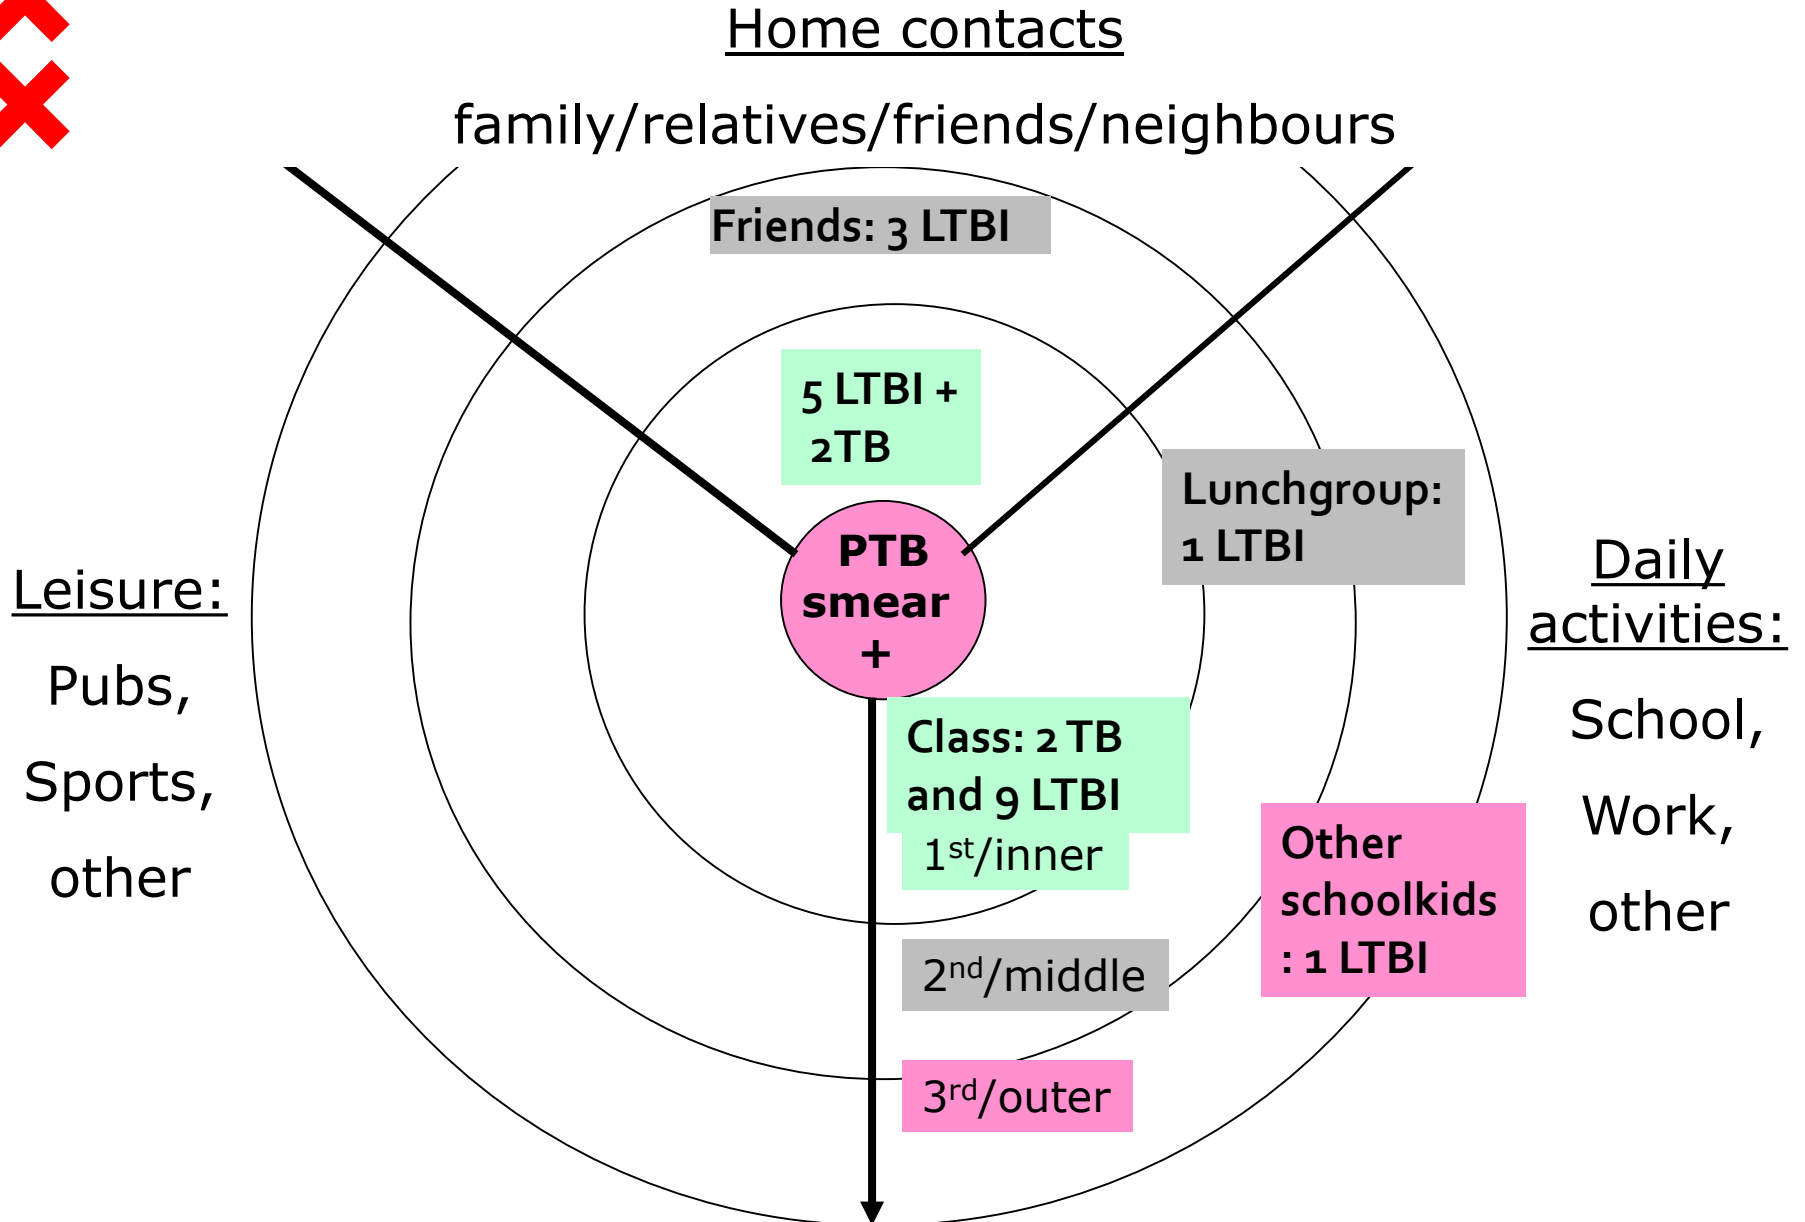 Home contacts
family/relatives/friends/neighbours
Friends: 3 LTBI
5 LTBI +
2TB
Lunchgroup:
1 LTBI
PTB
smear
+
Leisure:
Pubs,
Sports,
other
Daily
activities:
School,
Work,
other
Class: 2 TB
and 9 LTBI
1st/inner
Other
schoolkids
: 1 LTBI
2nd/middle
3rd/outer